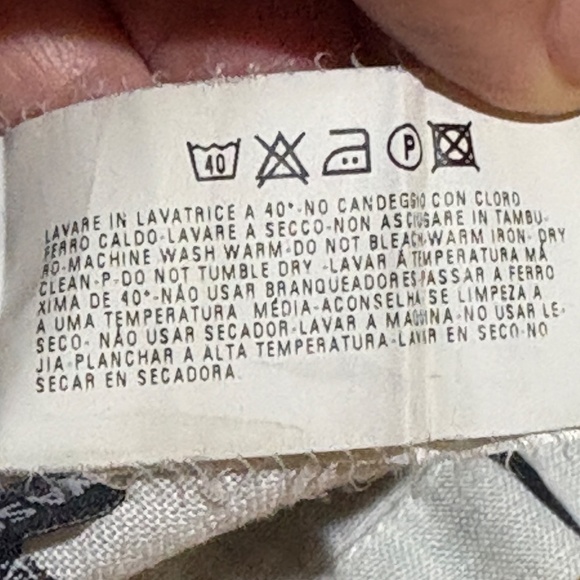 40 P
LAVARE IN LAVATRICE A 40°-NO CANDEGGIO CON CLORO
FERRO CALDO-LAVARE A SECCO-NON ASCIUGARE IN TAMBU-
RO-MACHINE WASH WARM-DO NOT BLEACH-WARM IRON-DRY
CLEAN-P-DO NOT TUMBLE DRY -LAVAR À TEMPERATURA MÁ
XIMA DE 40°-NÃO USAR BRANQUEADORES-PASSAR A FERRO
A UMA TEMPERATURA MÉDIA-ACONSELHA SE LIMPEZA A
SECO- NÃO USAR SECADOR-LAVAR A MAQUINA-NO USAR LE-
JIA-PLANCHAR A ALTA TEMPERATURA-LAVAR EN SECO-NO
SECAR EN SECADORA.